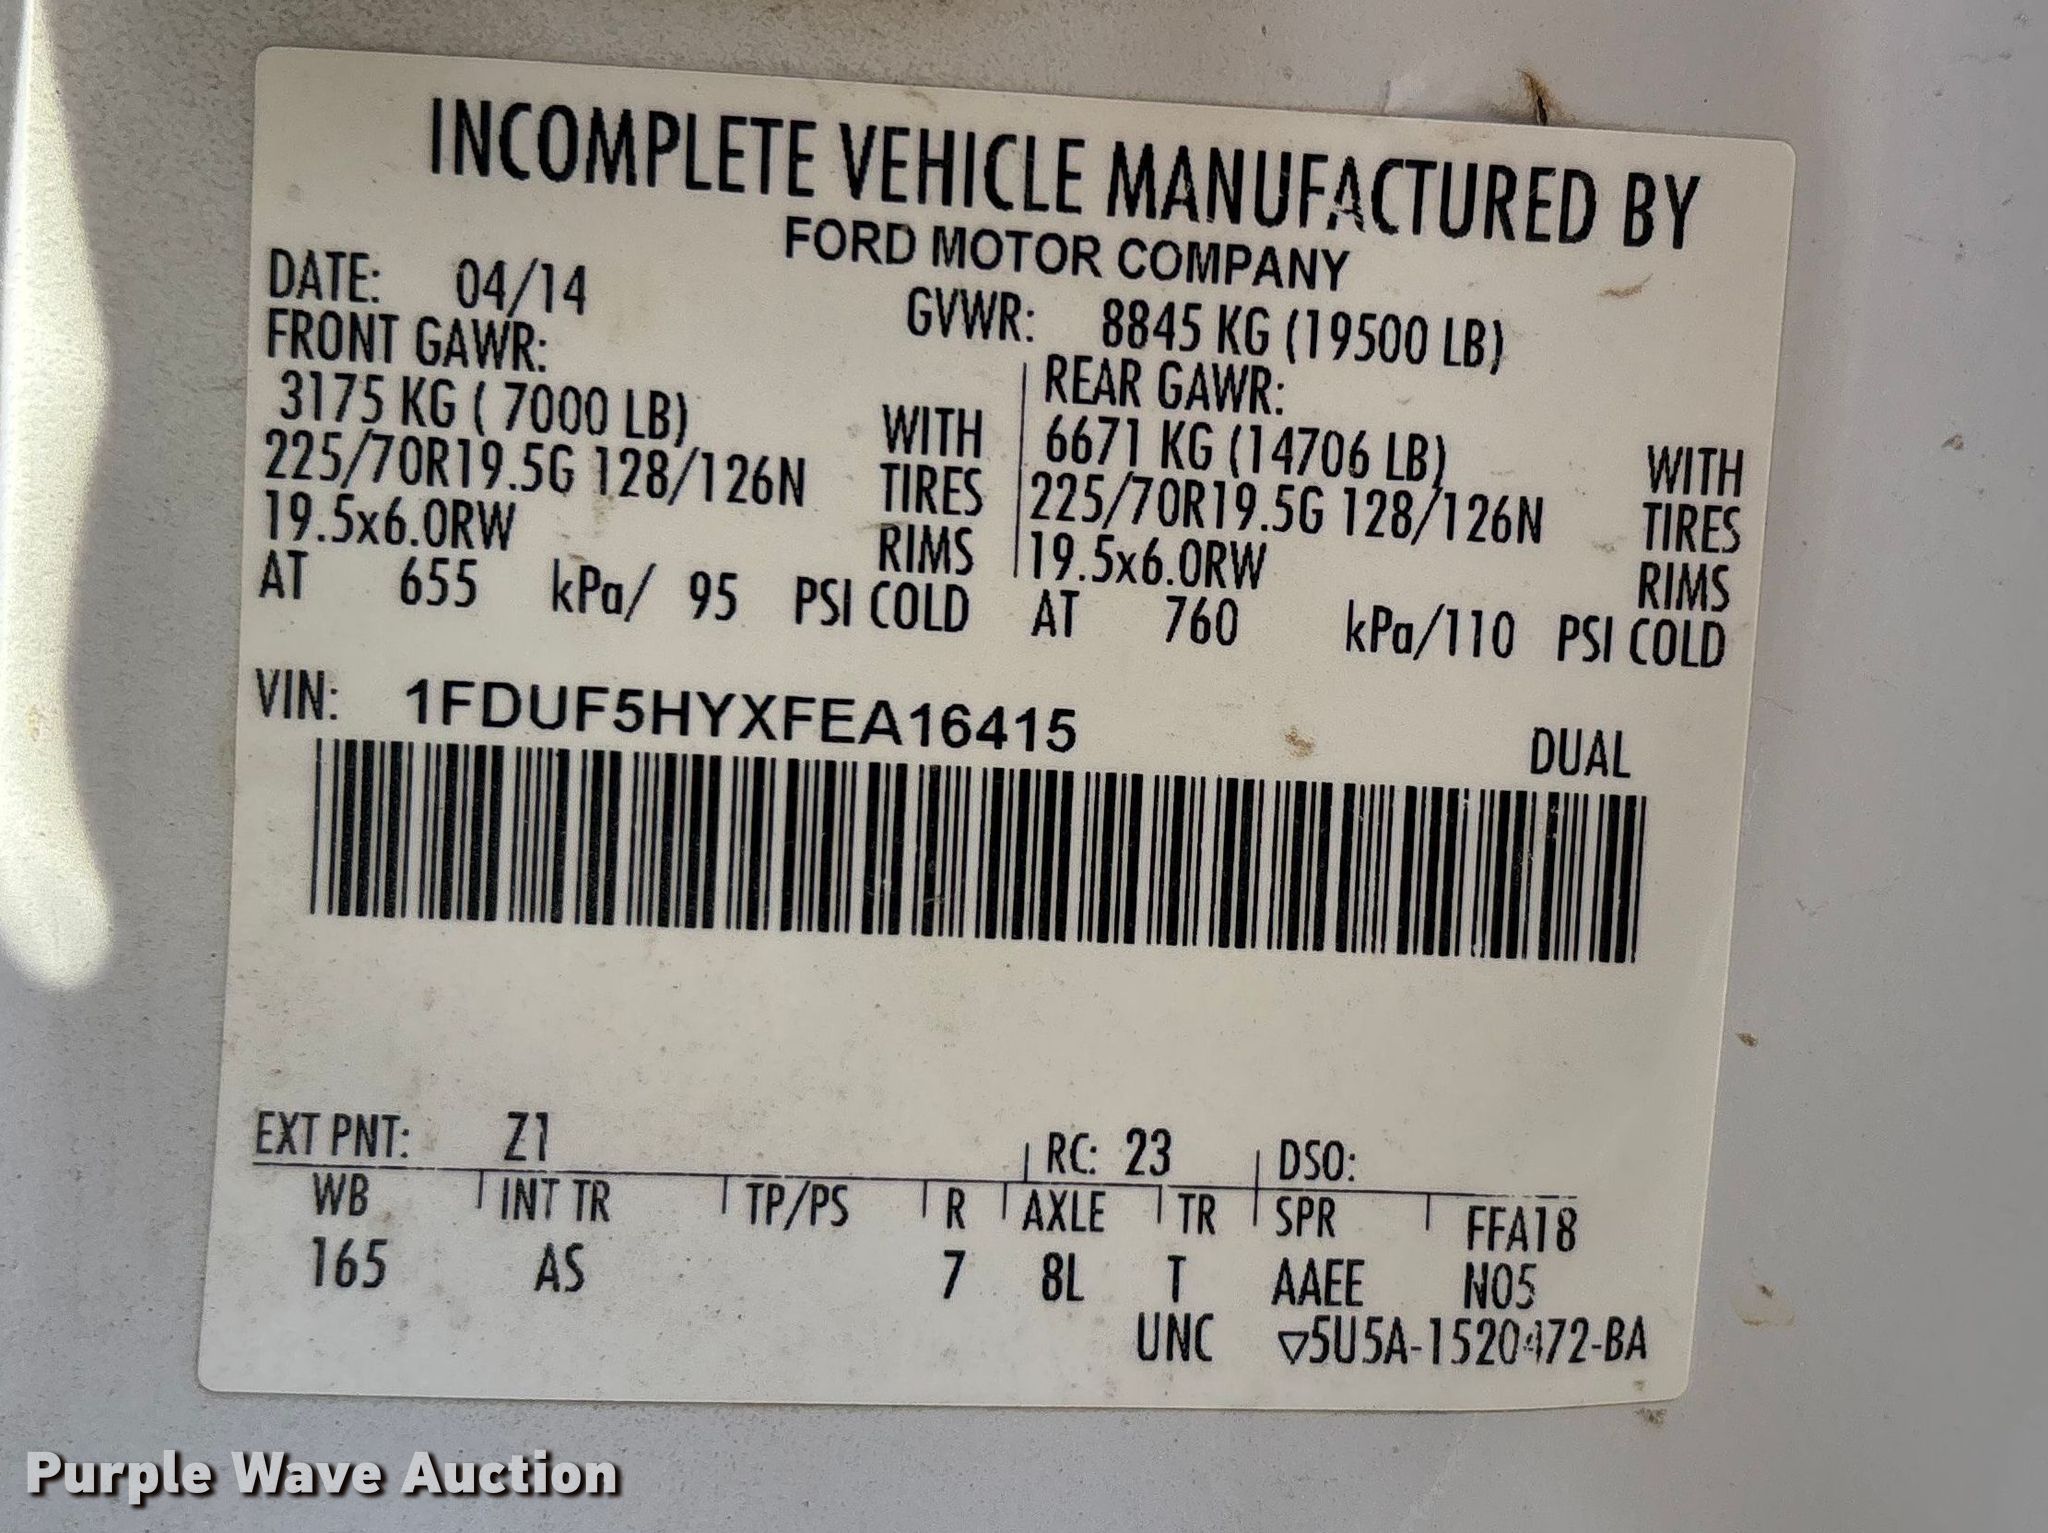 INCOMPLETE VEHICLE MANUFACTURED BY
FORD MOTOR COMPANY
DATE: 04/14 GVWR: 8845 KG (19500 LB)
FRONT GAWR: REAR GAWR:
3175 KG ( 7000 LB) WITH 6671 KG (14706 LB) WITH
225/70R19.5G 128/126N TIRES 225/70R19.5G 128/126N TIRES
19.5x6.0RW RIMS 19.5x6.0RW RIMS
AT 655 kPa/ 95 PSI COLD AT 760 kPa/110 PSI COLD
VIN: 1FDUF5HYXFEA16415 DUAL
EXT PNT: Z1 RC: 23 DSO:
WB INT TR TP/PS R AXLE TR SPR FFA18
165 AS 7 8L T AAEE N05
UNC ▽5U5A-1520472-BA
Purple Wave Auction